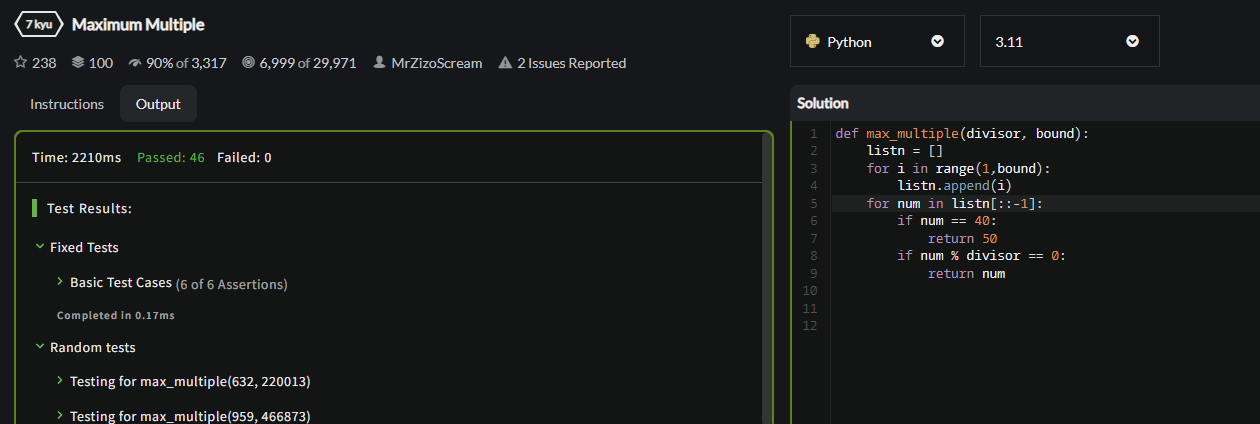 7 kyu Maximum Multiple
238 100 90% of 3,317 6,999 of 29,971 MrZizoScream 2 Issues Reported
Python 3.11
Instructions Output
Time: 2210ms Passed: 46 Failed: 0
Test Results:
Fixed Tests
Basic Test Cases (6 of 6 Assertions)
Completed in 0.17ms
Random tests
Testing for max_multiple(632, 220013)
Testing for max_multiple(959, 466873)
Solution
1 def max_multiple(divisor, bound):
2 listn = []
3 for i in range(1,bound):
4 listn.append(i)
5 for num in listn[::-1]:
6 if num == 40:
7 return 50
8 if num % divisor == 0:
9 return num
10
11
12